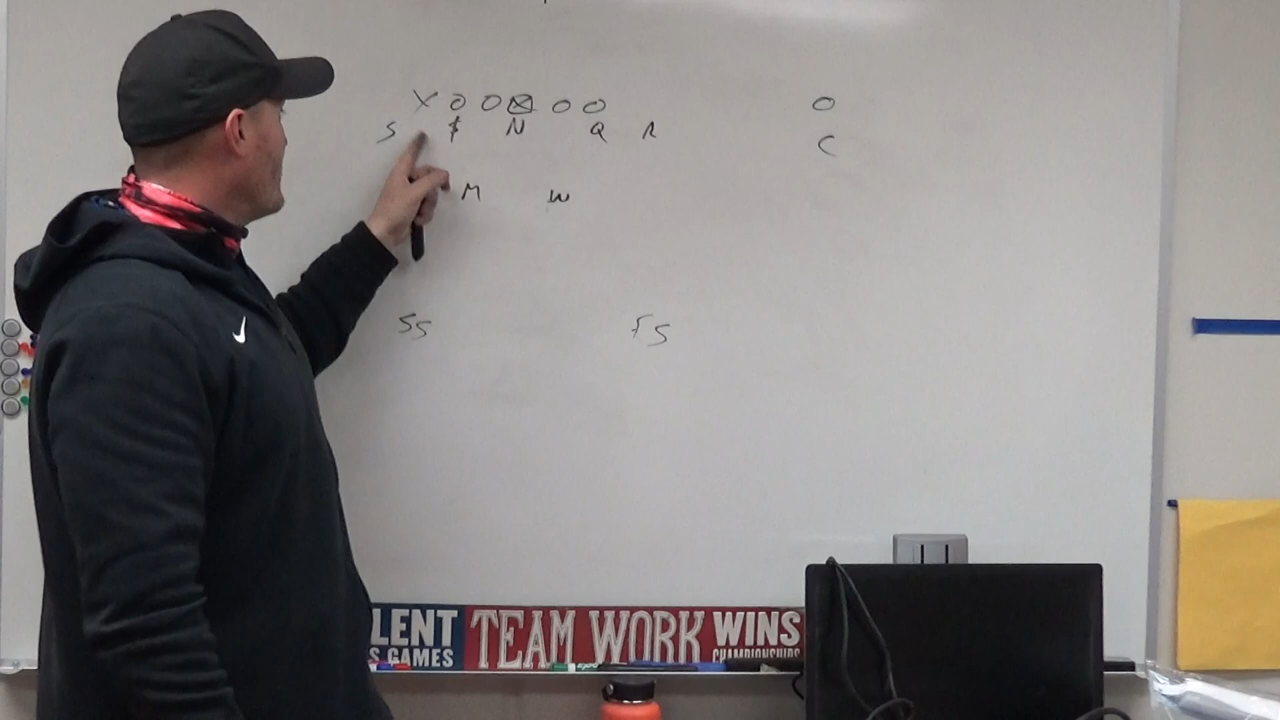 Y O O ⊠ O O O
S $ N Q R C
M W
SS FS
LENT TEAM WORK WINS
S GAMES CHAMPIONSHIPS